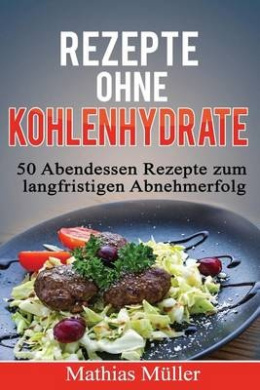 REZEPTE
OHNE
KOHLENHYDRATE
50 Abendessen Rezepte zum
langfristigen Abnehmerfolg
Mathias Müller